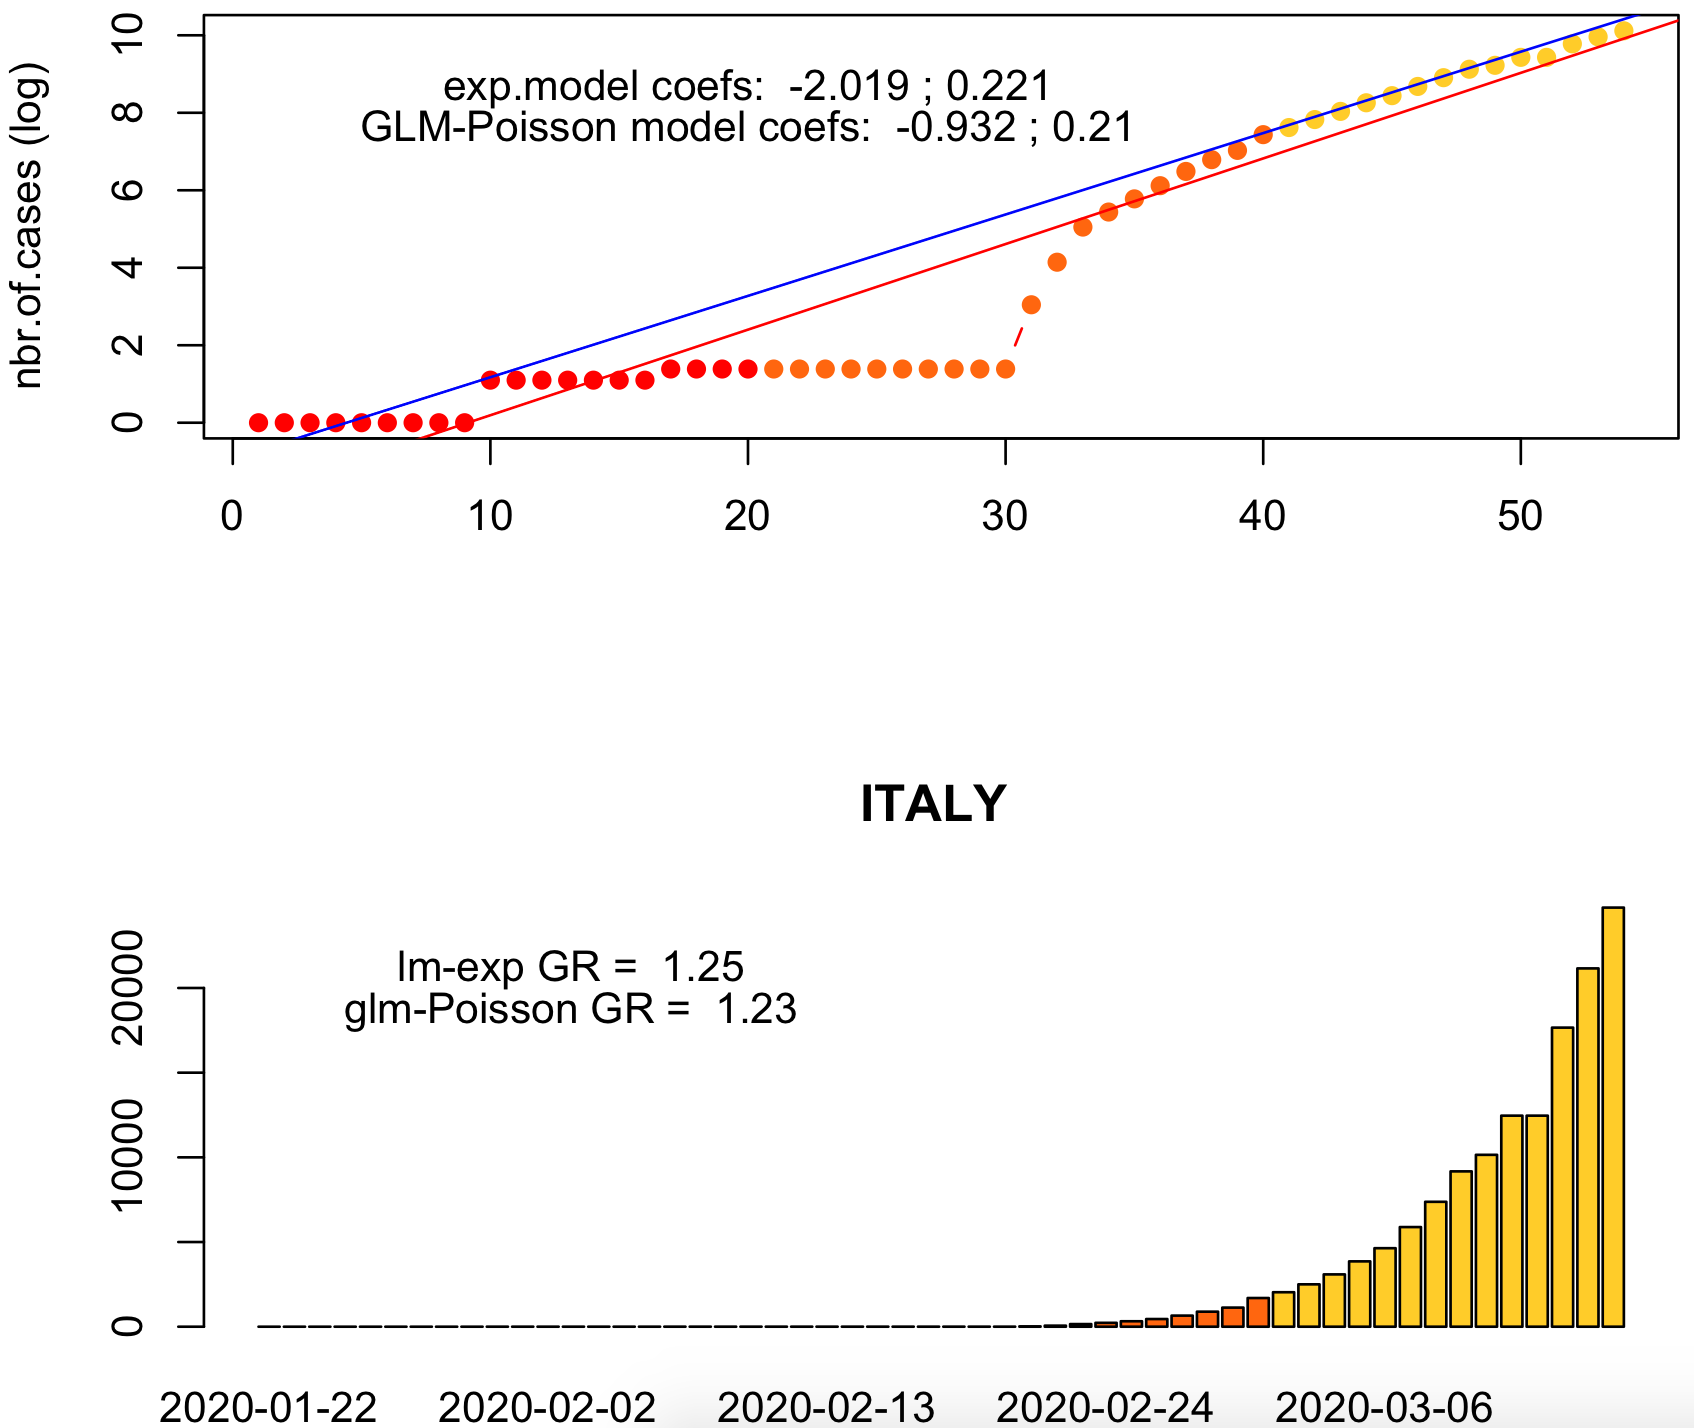 10
8
6
4
2
0
nbr.of.cases (log)
exp.model coefs:  -2.019 ; 0.221
GLM-Poisson model coefs:  -0.932 ; 0.21
0 10 20 30 40 50
ITALY
20000
10000
0
lm-exp GR =  1.25
glm-Poisson GR =  1.23
2020-01-22 2020-02-02 2020-02-13 2020-02-24 2020-03-06